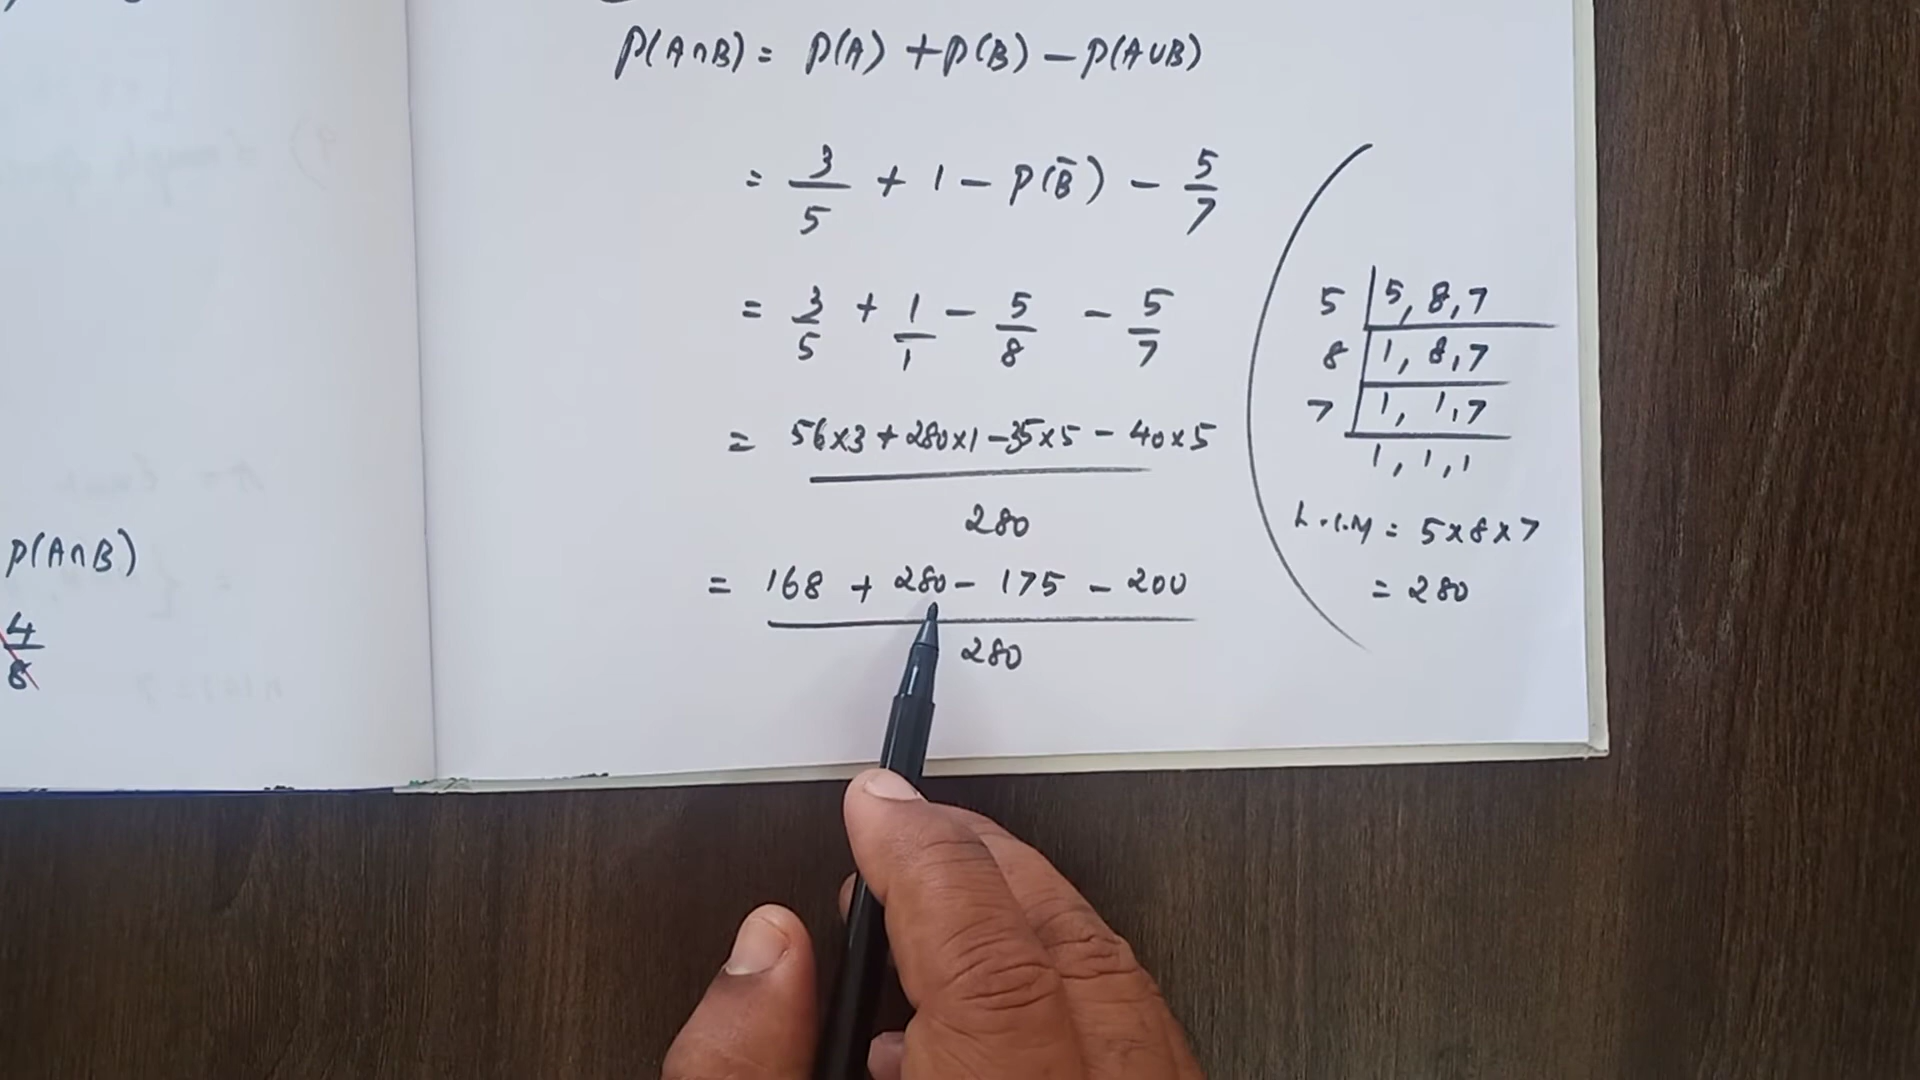 P(A∩B) = P(A) + P(B) - P(A∪B)
= 3/5 + 1 - P(B̄) - 5/7
= 3/5 + 1/1 - 5/8 - 5/7
= 56×3 + 280×1 - 35×5 - 40×5
280
= 168 + 280 - 175 - 200
280
5 | 5, 8, 7
8 | 1, 8, 7
7 | 1, 1, 7
1, 1, 1
L.C.M = 5×8×7
= 280
P(A∩B)
4/8